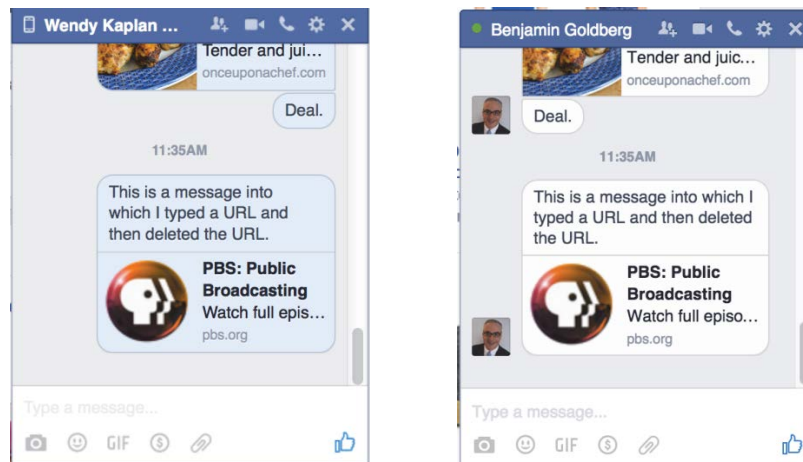 Wendy Kaplan ...
Tender and jui...
onceuponachef.com
Deal.
11:35AM
This is a message into
which I typed a URL and
then deleted the URL.
PBS: Public
Broadcasting
Watch full epis...
pbs.org
Type a message...
GIF
Benjamin Goldberg
Tender and juic...
onceuponachef.com
Deal.
11:35AM
This is a message into which I
typed a URL and then deleted
the URL.
PBS: Public
Broadcasting
Watch full episo...
pbs.org
Type a message...
GIF